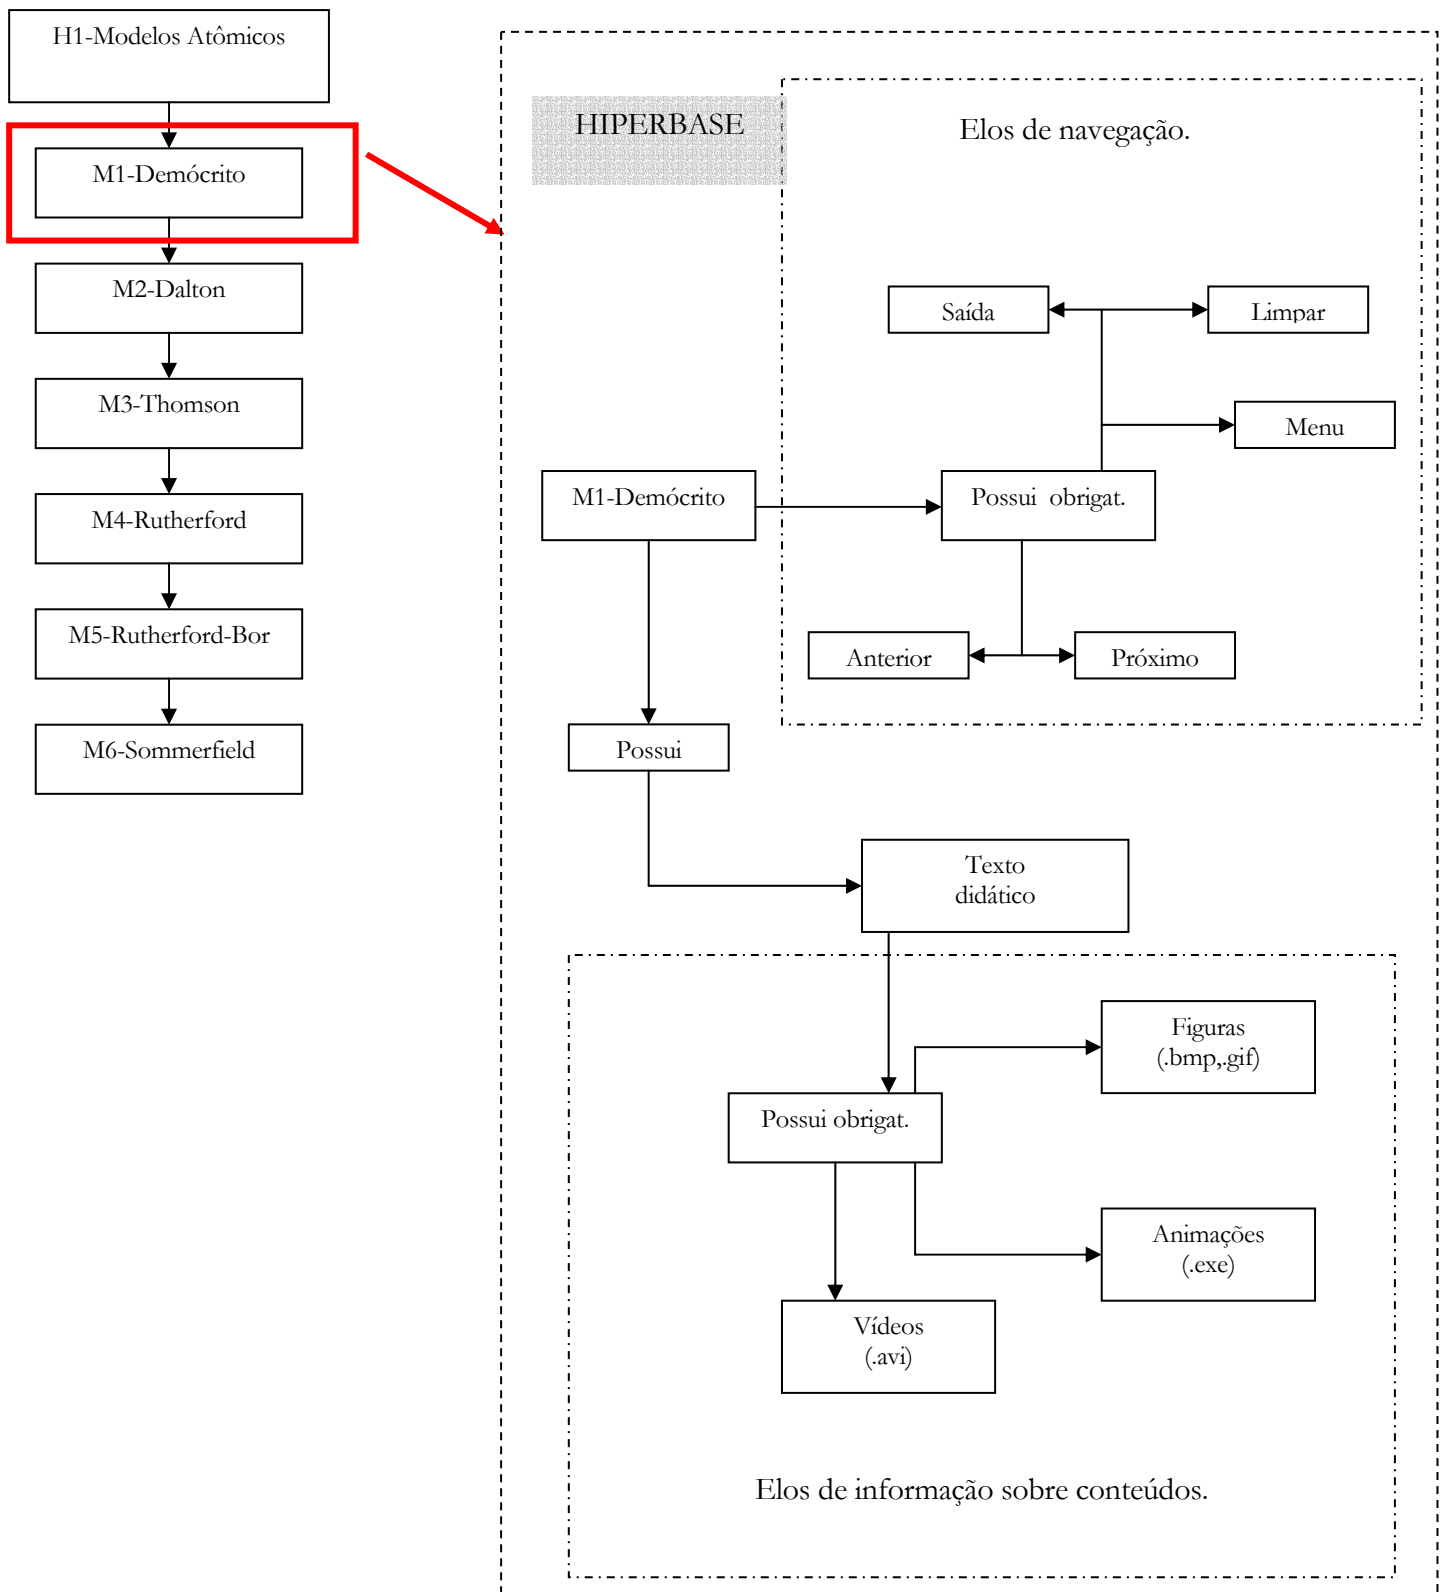 H1-Modelos Atômicos
M1-Demócrito
M2-Dalton
M3-Thomson
M4-Rutherford
M5-Rutherford-Bor
M6-Sommerfield
HIPERBASE
Elos de navegação.
Saída
Limpar
Menu
M1-Demócrito
Possui obrigat.
Anterior
Próximo
Possui
Texto
didático
Figuras
(.bmp,.gif)
Possui obrigat.
Animações
(.exe)
Vídeos
(.avi)
Elos de informação sobre conteúdos.